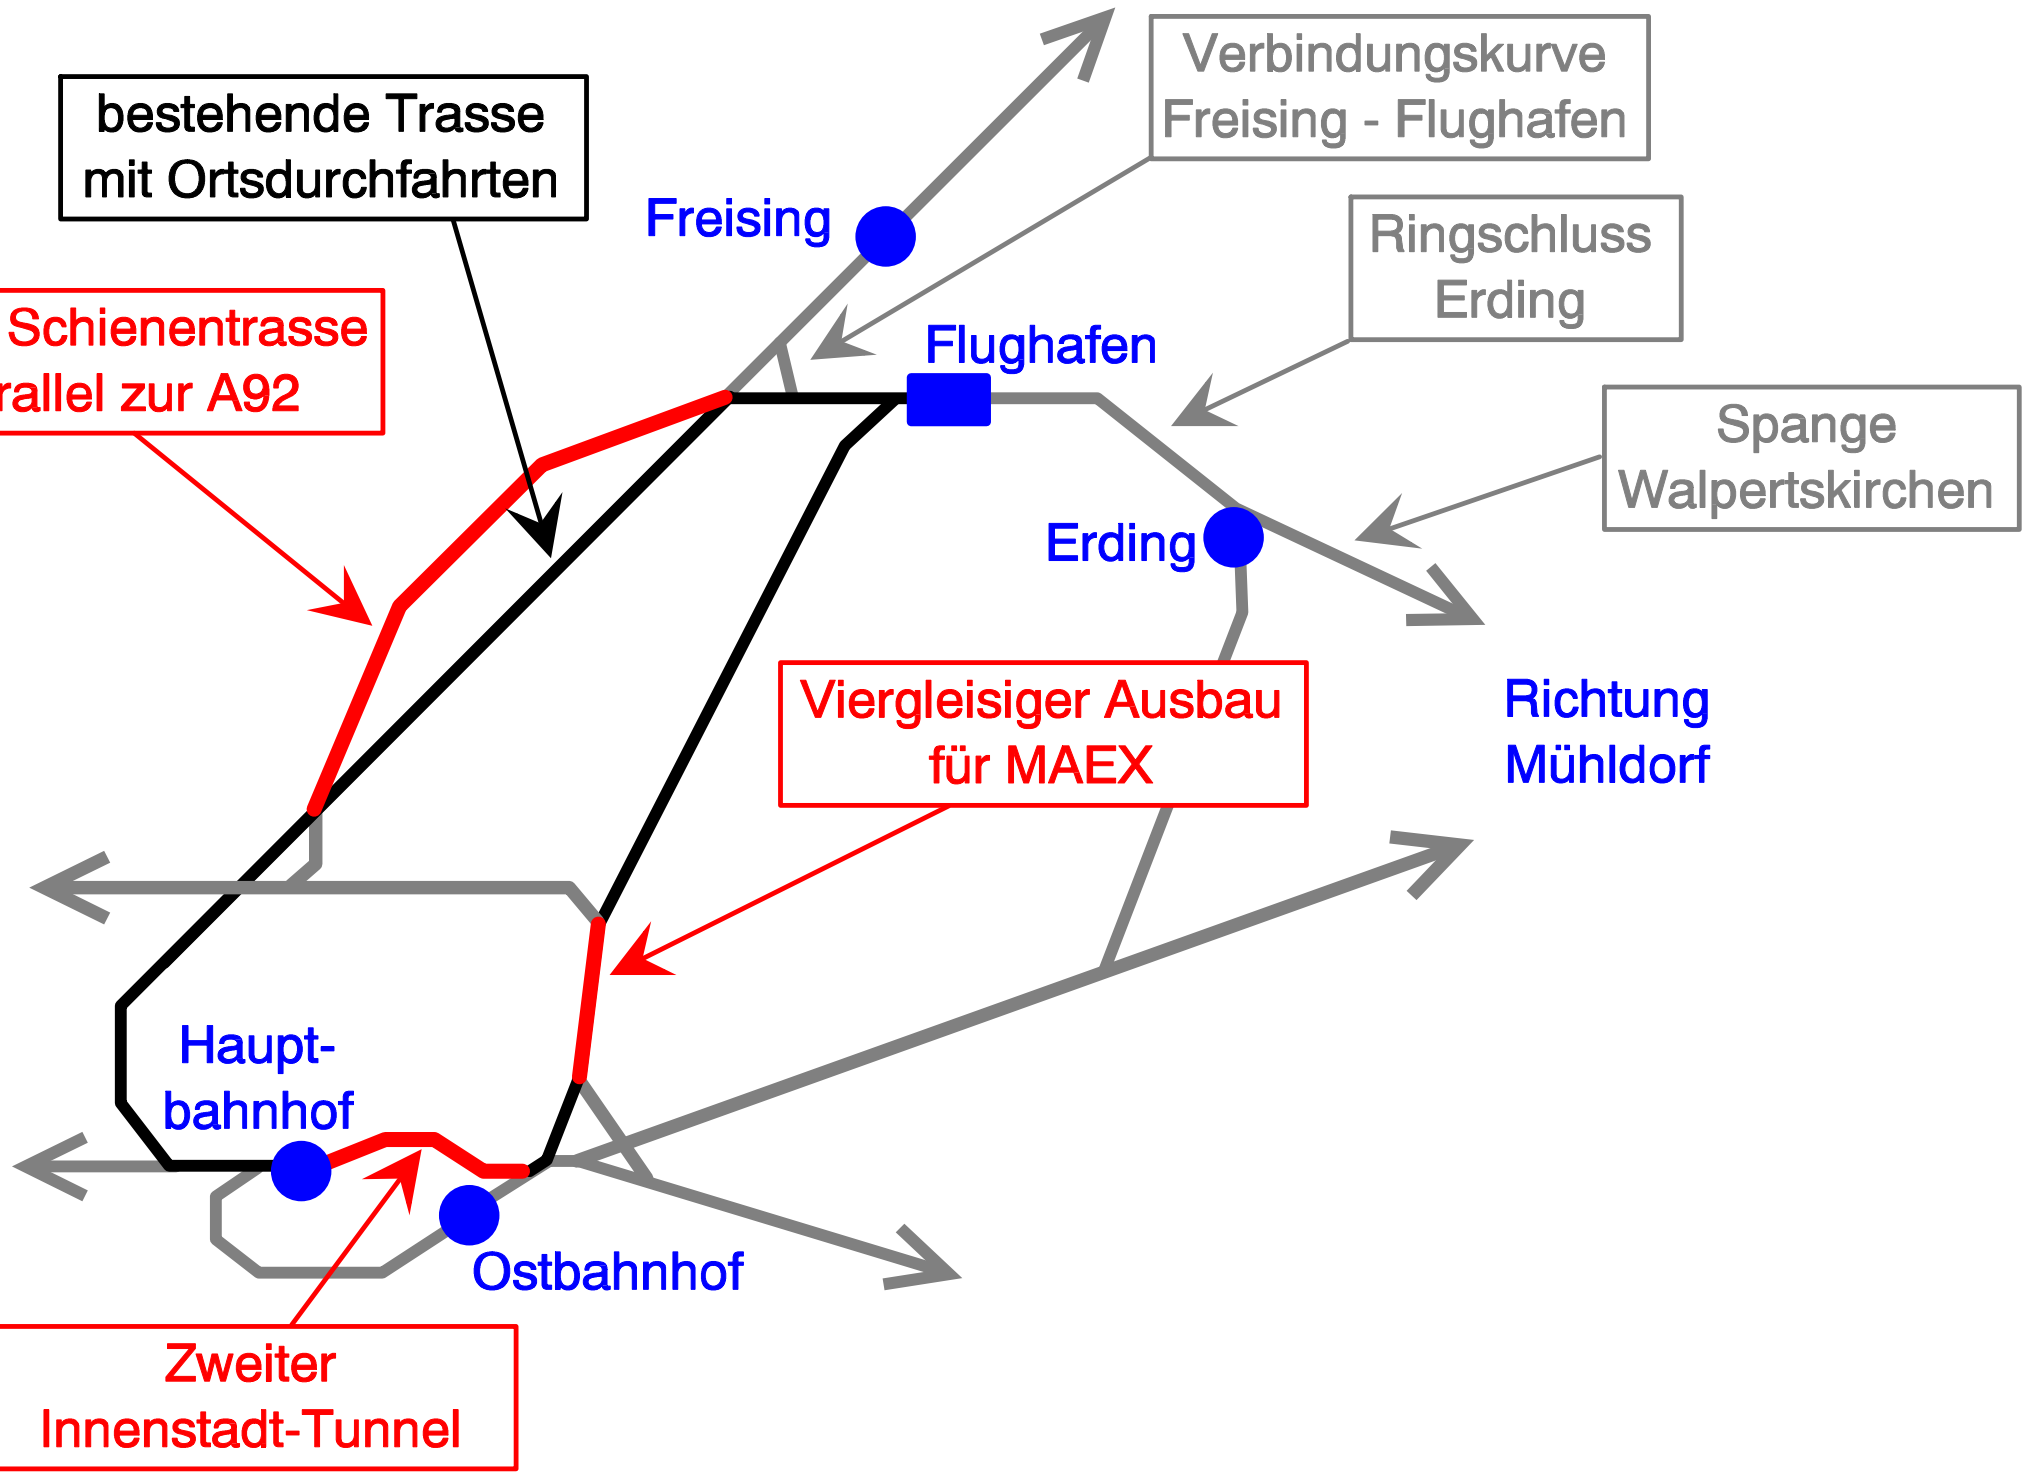 Verbindungskurve
Freising - Flughafen
bestehende Trasse
mit Ortsdurchfahrten
Freising
Ringschluss
Erding
Schienentrasse
zur A92
Flughafen
Spange
Walpertskirchen
Erding
Viergleisiger Ausbau
für MAEX
Richtung
Mühldorf
Haupt-
bahnhof
Ostbahnhof
Zweiter
Innenstadt-Tunnel